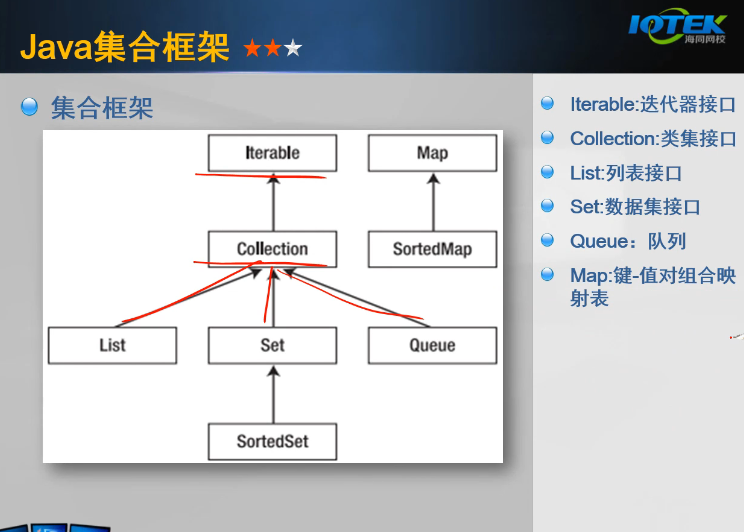 Java集合框架
IOTEK
海同网校
集合框架
Iterable
Map
Collection
SortedMap
List
Set
Queue
SortedSet
Iterable:迭代器接口
Collection:类集接口
List:列表接口
Set:数据集接口
Queue：队列
Map:键-值对组合映
射表